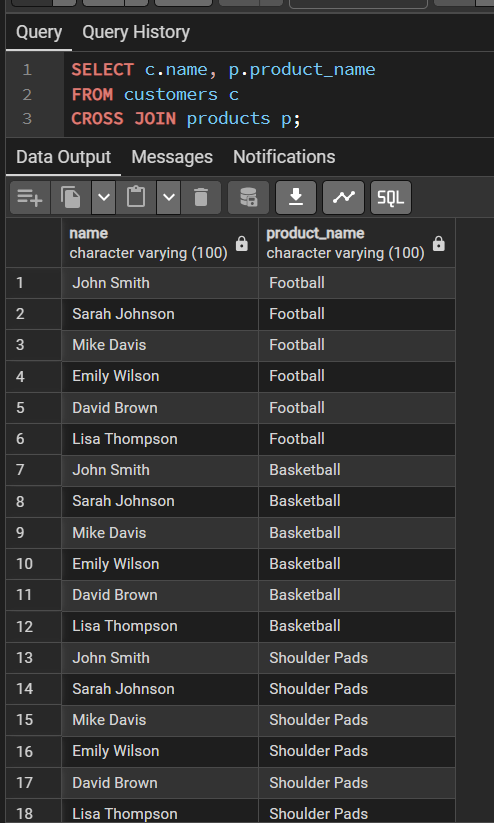 Query Query History
1 SELECT c.name, p.product_name
2 FROM customers c
3 CROSS JOIN products p;
Data Output Messages Notifications
SQL
name product_name
character varying (100) character varying (100)
1 John Smith Football
2 Sarah Johnson Football
3 Mike Davis Football
4 Emily Wilson Football
5 David Brown Football
6 Lisa Thompson Football
7 John Smith Basketball
8 Sarah Johnson Basketball
9 Mike Davis Basketball
10 Emily Wilson Basketball
11 David Brown Basketball
12 Lisa Thompson Basketball
13 John Smith Shoulder Pads
14 Sarah Johnson Shoulder Pads
15 Mike Davis Shoulder Pads
16 Emily Wilson Shoulder Pads
17 David Brown Shoulder Pads
18 Lisa Thompson Shoulder Pads